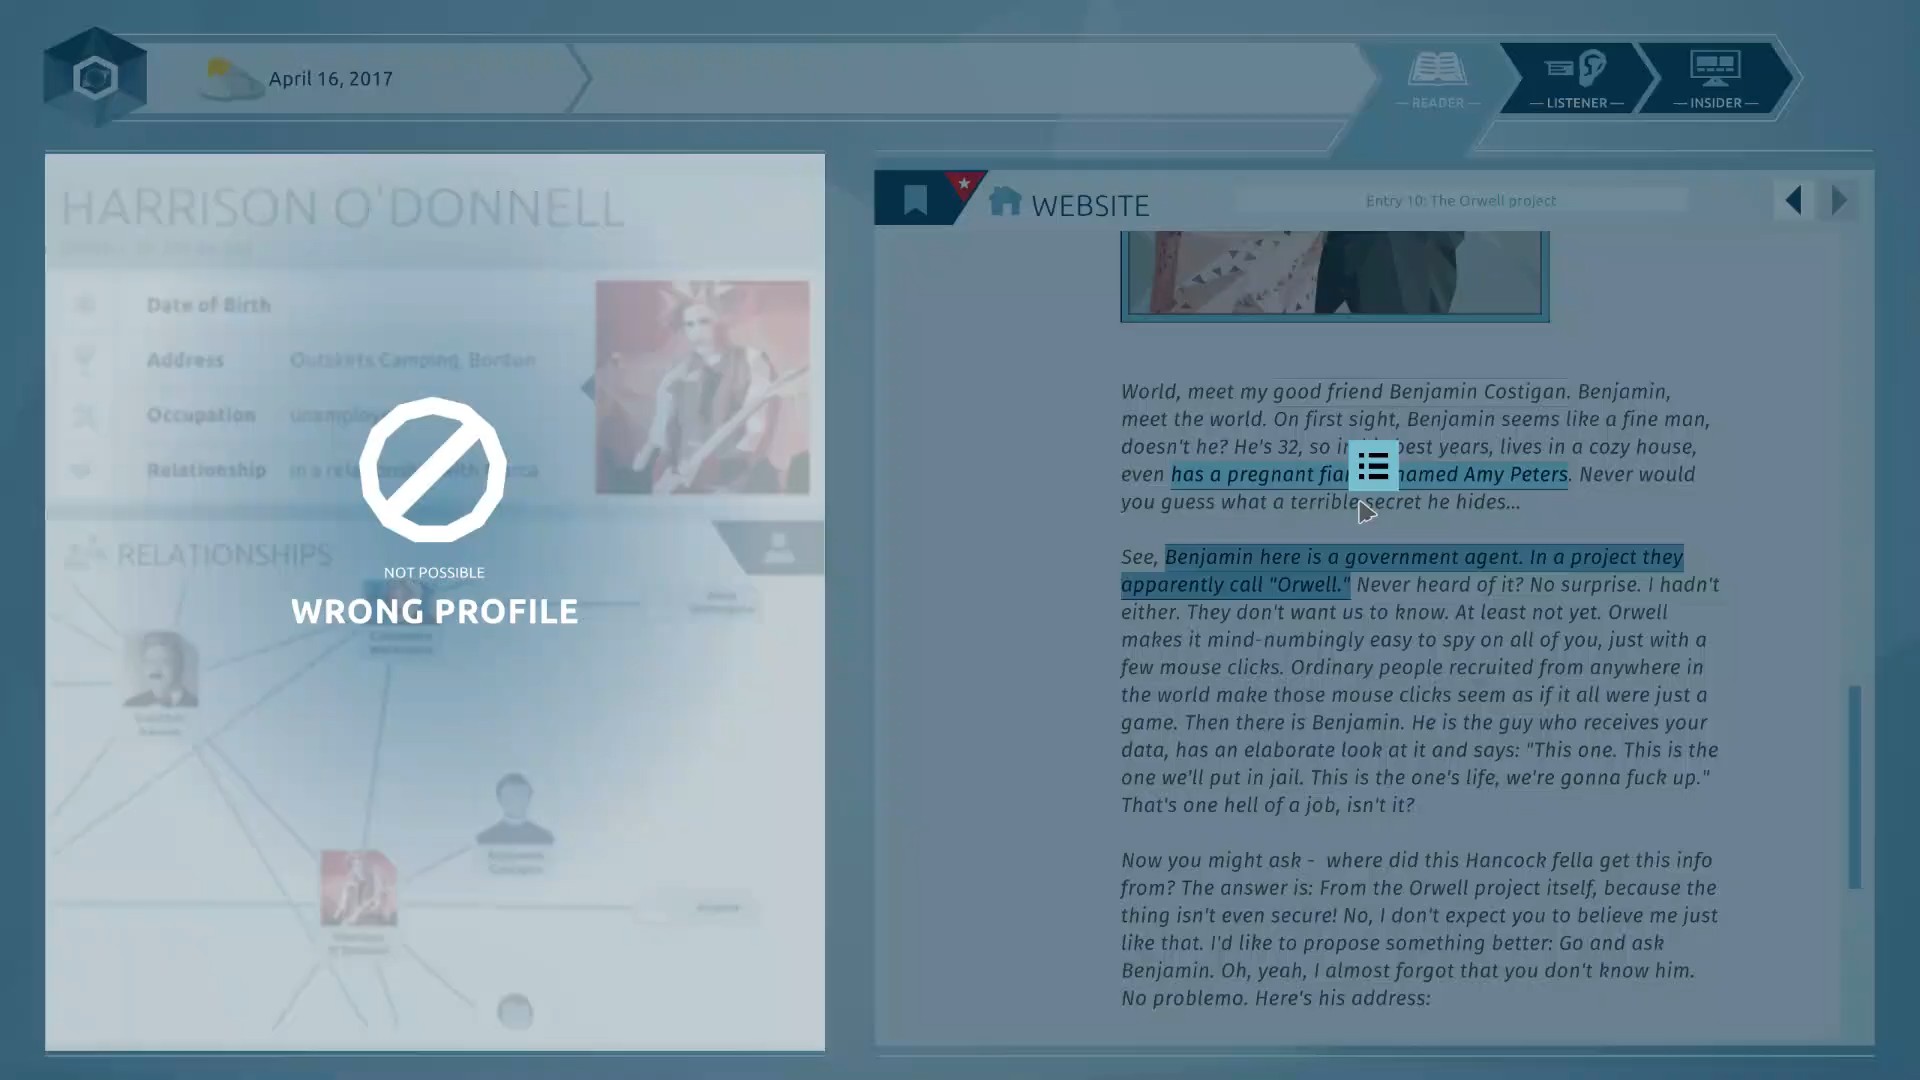 April 16, 2017
READER
LISTENER
INSIDER
HARRISON O'DONNELL
Date of Birth
Address Outskirts Camping, Bonton
Occupation
Relationship in a with
NOT POSSIBLE
WRONG PROFILE
RELATIONSHIPS
WEBSITE
Entry 10: The Orwell project
World, meet my good friend Benjamin Costigan. Benjamin,
meet the world. On first sight, Benjamin seems like a fine man,
doesn't he? He's 32, so in best years, lives in a cozy house,
even has a pregnant named Amy Peters. Never would
you guess what a terrible secret he hides...
See, Benjamin here is a government agent. In a project they
apparently call "Orwell." Never heard of it? No surprise. I hadn't
either. They don't want us to know. At least not yet. Orwell
makes it mind-numbingly easy to spy on all of you, just with a
few mouse clicks. Ordinary people recruited from anywhere in
the world make those mouse clicks seem as if it all were just a
game. Then there is Benjamin. He is the guy who receives your
data, has an elaborate look at it and says: "This one. This is the
one we'll put in jail. This is the one's life, we're gonna fuck up."
That's one hell of a job, isn't it?
Now you might ask - where did this Hancock fella get this info
from? The answer is: From the Orwell project itself, because the
thing isn't even secure! No, I don't expect you to believe me just
like that. I'd like to propose something better: Go and ask
Benjamin. Oh, yeah, I almost forgot that you don't know him.
No problemo. Here's his address: